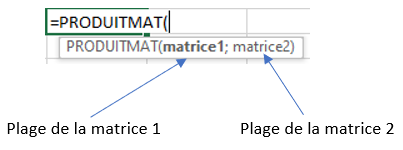 =PRODUITMAT(
PRODUITMAT(matrice1; matrice2)
Plage de la matrice 1
Plage de la matrice 2